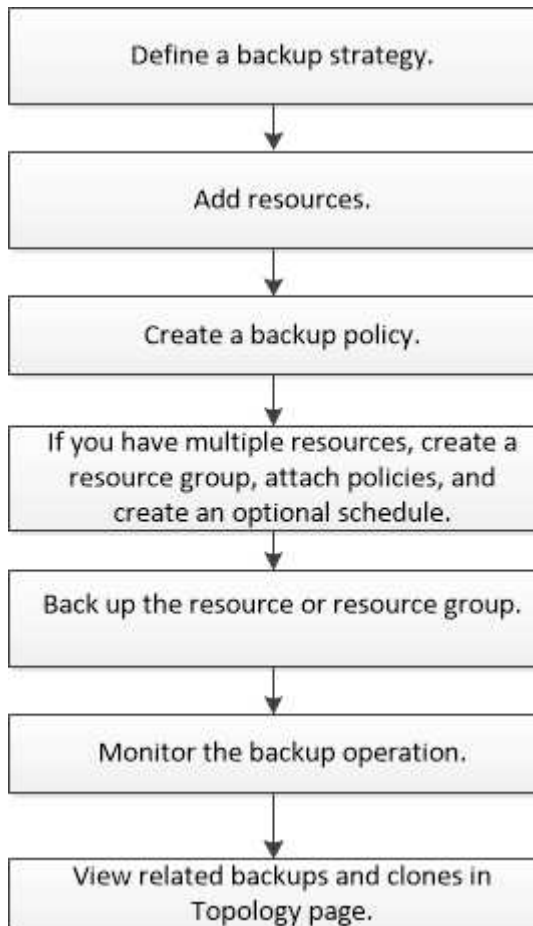 Define a backup strategy.
Add resources.
Create a backup policy.
If you have multiple resources, create a
resource group, attach policies, and
create an optional schedule.
Back up the resource or resource group.
Monitor the backup operation.
View related backups and clones in
Topology page.